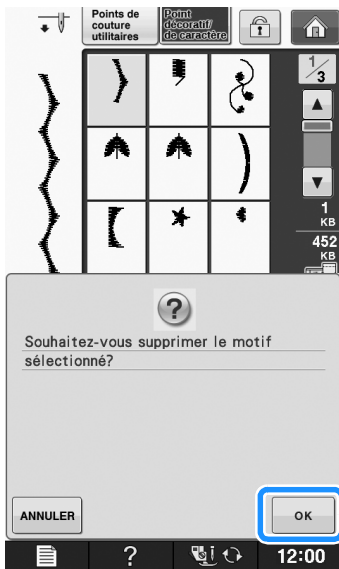 Points de
couture
utilitaires
Point
décoratif/
de caractère
1/3
1
KB
452
KB
?
Souhaitez-vous supprimer le motif
sélectionné?
ANNULER
OK
?
12:00